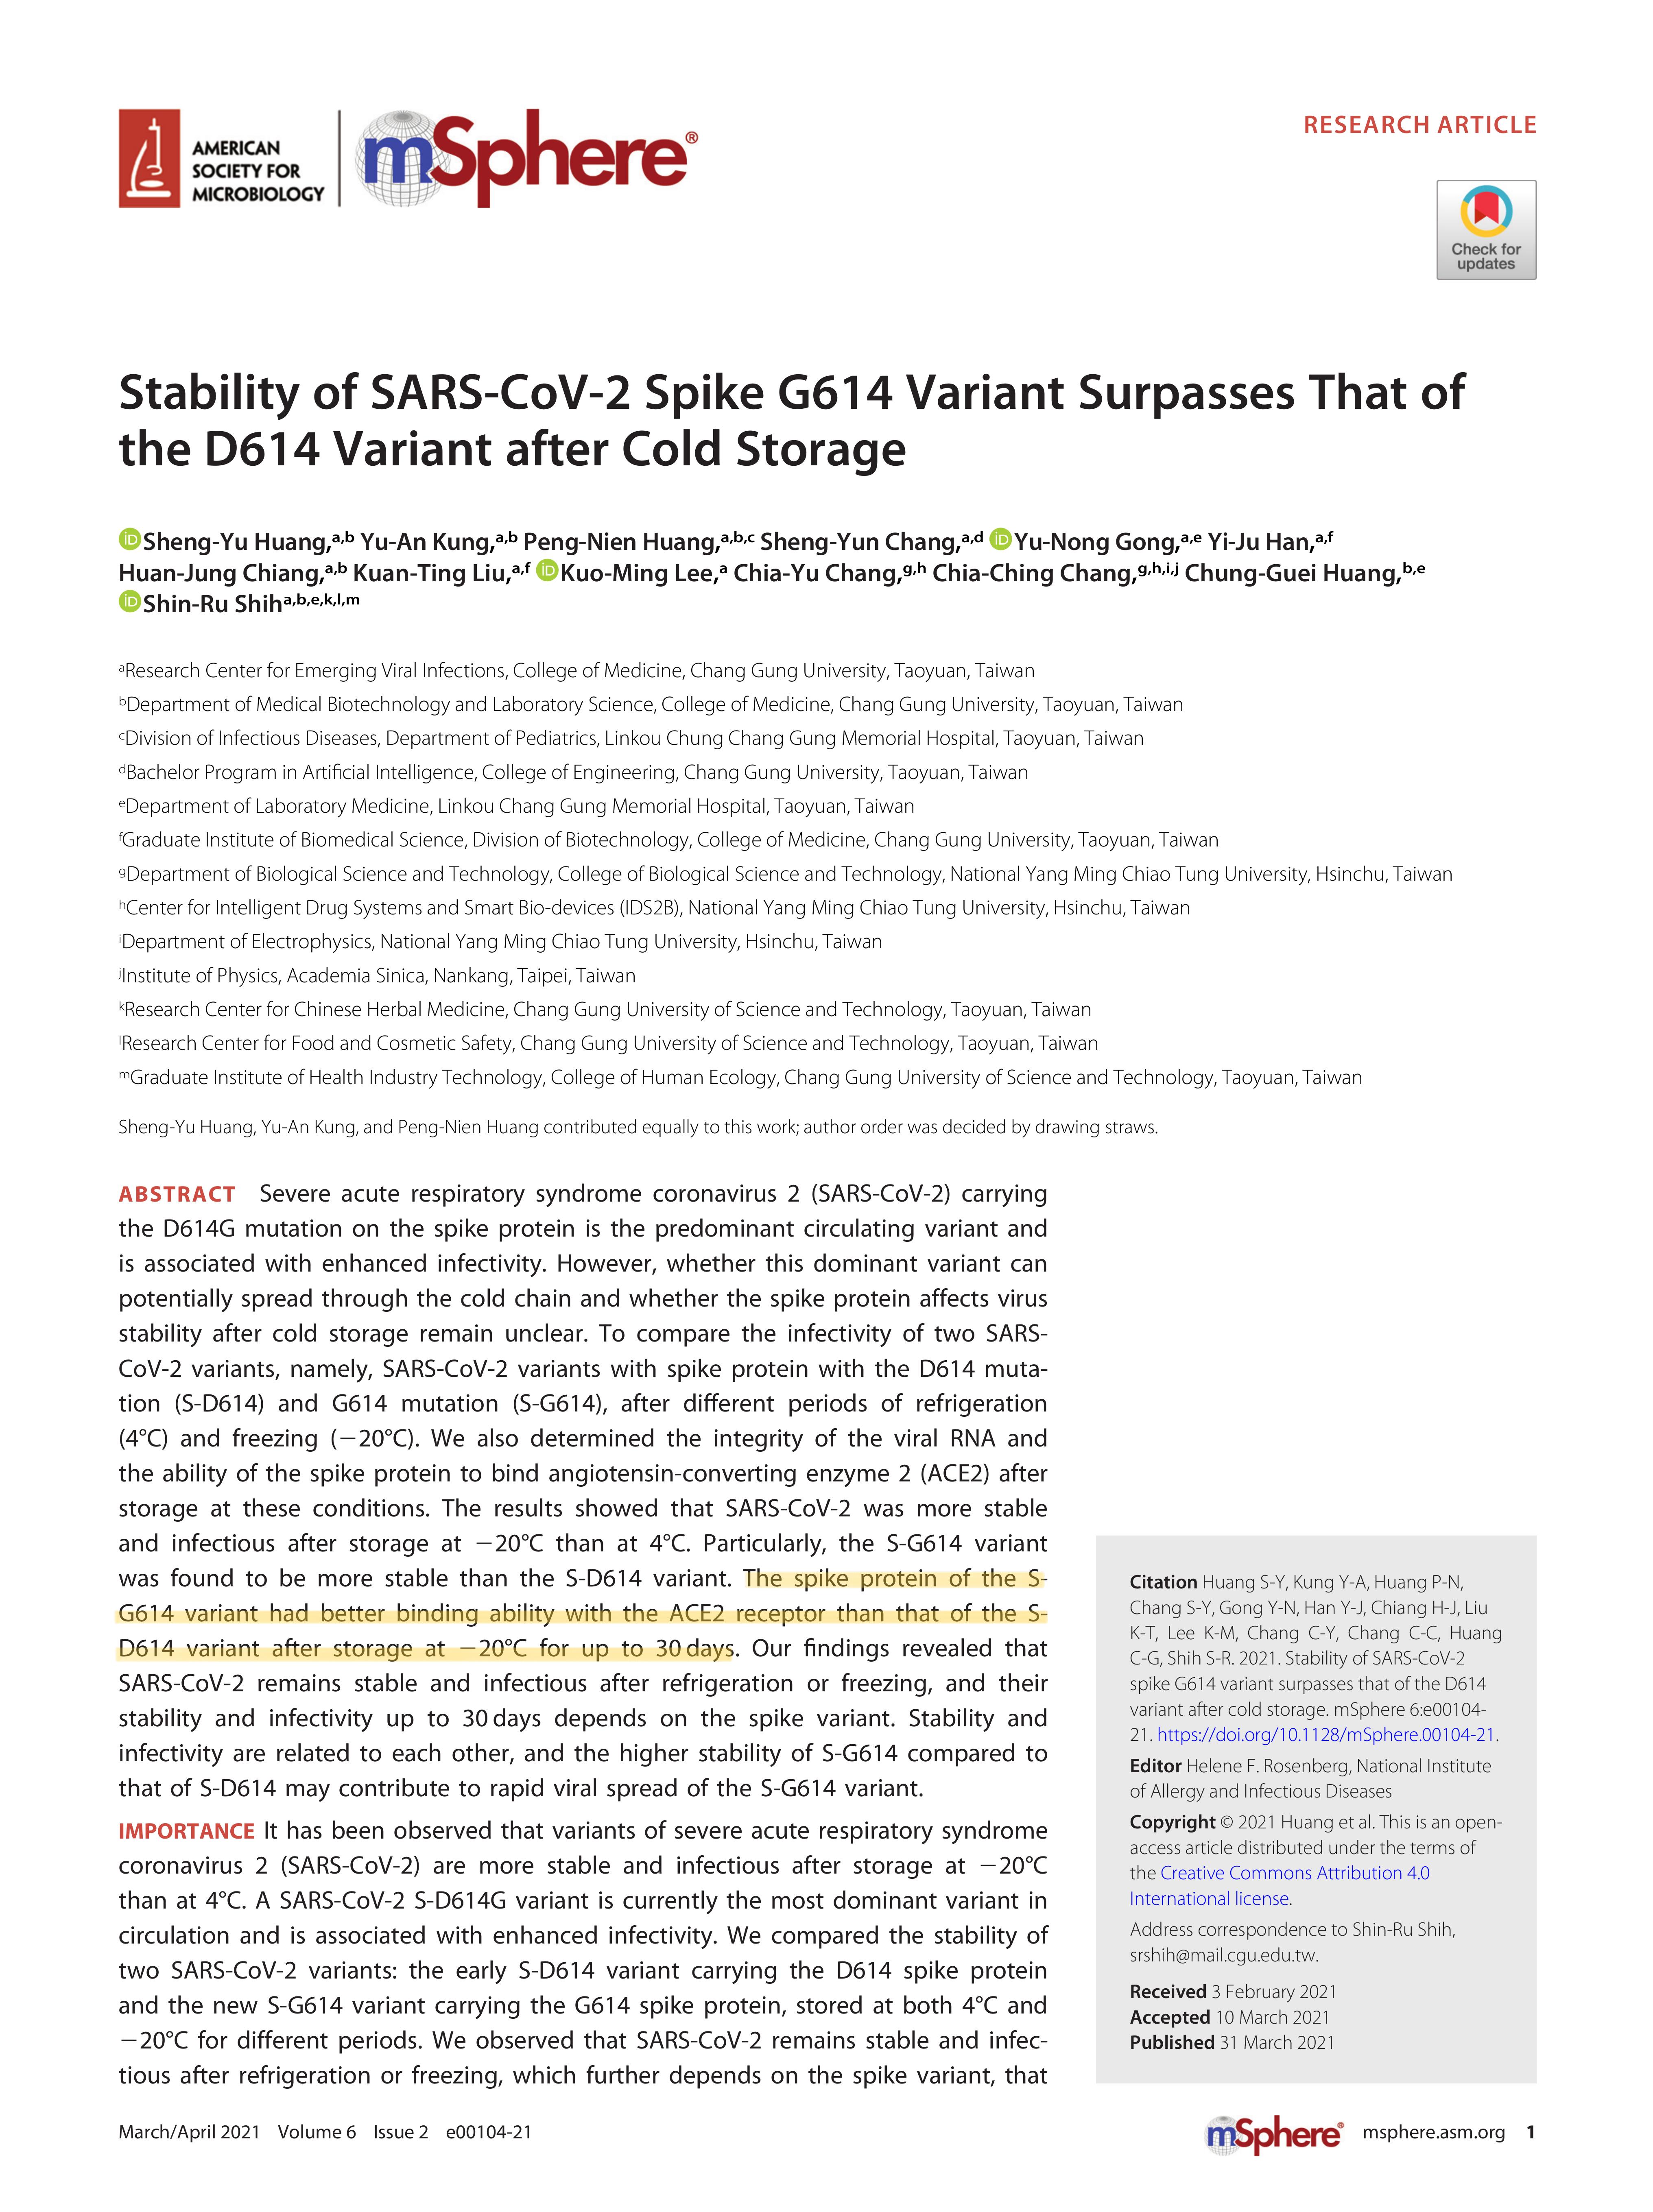 AMERICAN
SOCIETY FOR
MICROBIOLOGY
mSphere®
RESEARCH ARTICLE
Check for
updates
Stability of SARS-CoV-2 Spike G614 Variant Surpasses That of
the D614 Variant after Cold Storage
iD Sheng-Yu Huang,a,b Yu-An Kung,a,b Peng-Nien Huang,a,b,c Sheng-Yun Chang,a,d iD Yu-Nong Gong,a,e Yi-Ju Han,a,f
Huan-Jung Chiang,a,b Kuan-Ting Liu,a,f iD Kuo-Ming Lee,a Chia-Yu Chang,g,h Chia-Ching Chang,g,h,i,j Chung-Guei Huang,b,e
iD Shin-Ru Shiha,b,e,k,l,m
aResearch Center for Emerging Viral Infections, College of Medicine, Chang Gung University, Taoyuan, Taiwan
bDepartment of Medical Biotechnology and Laboratory Science, College of Medicine, Chang Gung University, Taoyuan, Taiwan
cDivision of Infectious Diseases, Department of Pediatrics, Linkou Chung Chang Gung Memorial Hospital, Taoyuan, Taiwan
dBachelor Program in Artificial Intelligence, College of Engineering, Chang Gung University, Taoyuan, Taiwan
eDepartment of Laboratory Medicine, Linkou Chang Gung Memorial Hospital, Taoyuan, Taiwan
fGraduate Institute of Biomedical Science, Division of Biotechnology, College of Medicine, Chang Gung University, Taoyuan, Taiwan
gDepartment of Biological Science and Technology, College of Biological Science and Technology, National Yang Ming Chiao Tung University, Hsinchu, Taiwan
hCenter for Intelligent Drug Systems and Smart Bio-devices (IDS2B), National Yang Ming Chiao Tung University, Hsinchu, Taiwan
iDepartment of Electrophysics, National Yang Ming Chiao Tung University, Hsinchu, Taiwan
jInstitute of Physics, Academia Sinica, Nankang, Taipei, Taiwan
kResearch Center for Chinese Herbal Medicine, Chang Gung University of Science and Technology, Taoyuan, Taiwan
lResearch Center for Food and Cosmetic Safety, Chang Gung University of Science and Technology, Taoyuan, Taiwan
mGraduate Institute of Health Industry Technology, College of Human Ecology, Chang Gung University of Science and Technology, Taoyuan, Taiwan
Sheng-Yu Huang, Yu-An Kung, and Peng-Nien Huang contributed equally to this work; author order was decided by drawing straws.
ABSTRACT Severe acute respiratory syndrome coronavirus 2 (SARS-CoV-2) carrying
the D614G mutation on the spike protein is the predominant circulating variant and
is associated with enhanced infectivity. However, whether this dominant variant can
potentially spread through the cold chain and whether the spike protein affects virus
stability after cold storage remain unclear. To compare the infectivity of two SARS-
CoV-2 variants, namely, SARS-CoV-2 variants with spike protein with the D614 muta-
tion (S-D614) and G614 mutation (S-G614), after different periods of refrigeration
(4°C) and freezing (−20°C). We also determined the integrity of the viral RNA and
the ability of the spike protein to bind angiotensin-converting enzyme 2 (ACE2) after
storage at these conditions. The results showed that SARS-CoV-2 was more stable
and infectious after storage at −20°C than at 4°C. Particularly, the S-G614 variant
was found to be more stable than the S-D614 variant. The spike protein of the S-
G614 variant had better binding ability with the ACE2 receptor than that of the S-
D614 variant after storage at −20°C for up to 30 days. Our findings revealed that
SARS-CoV-2 remains stable and infectious after refrigeration or freezing, and their
stability and infectivity up to 30 days depends on the spike variant. Stability and
infectivity are related to each other, and the higher stability of S-G614 compared to
that of S-D614 may contribute to rapid viral spread of the S-G614 variant.
IMPORTANCE It has been observed that variants of severe acute respiratory syndrome
coronavirus 2 (SARS-CoV-2) are more stable and infectious after storage at −20°C
than at 4°C. A SARS-CoV-2 S-D614G variant is currently the most dominant variant in
circulation and is associated with enhanced infectivity. We compared the stability of
two SARS-CoV-2 variants: the early S-D614 variant carrying the D614 spike protein
and the new S-G614 variant carrying the G614 spike protein, stored at both 4°C and
−20°C for different periods. We observed that SARS-CoV-2 remains stable and infec-
tious after refrigeration or freezing, which further depends on the spike variant, that
Citation Huang S-Y, Kung Y-A, Huang P-N,
Chang S-Y, Gong Y-N, Han Y-J, Chiang H-J, Liu
K-T, Lee K-M, Chang C-Y, Chang C-C, Huang
C-G, Shih S-R. 2021. Stability of SARS-CoV-2
spike G614 variant surpasses that of the D614
variant after cold storage. mSphere 6:e00104-
21. https://doi.org/10.1128/mSphere.00104-21.
Editor Helene F. Rosenberg, National Institute
of Allergy and Infectious Diseases
Copyright © 2021 Huang et al. This is an open-
access article distributed under the terms of
the Creative Commons Attribution 4.0
International license.
Address correspondence to Shin-Ru Shih,
srshih@mail.cgu.edu.tw.
Received 3 February 2021
Accepted 10 March 2021
Published 31 March 2021
March/April 2021 Volume 6 Issue 2 e00104-21
mSphere® msphere.asm.org 1